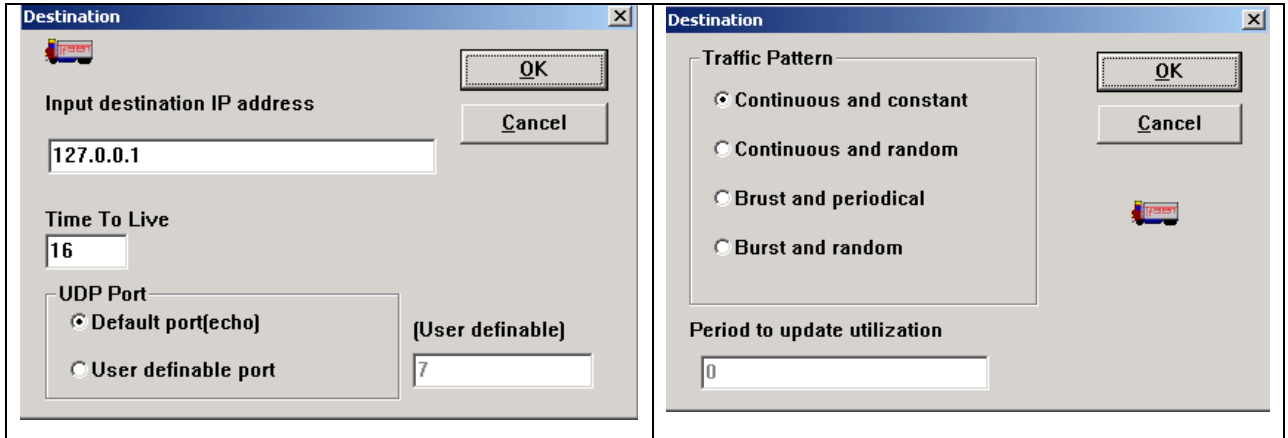 Destination
OK
Input destination IP address
Cancel
127.0.0.1
Time To Live
16
UDP Port
Default port(echo)
(User definable)
User definable port
7
Destination
Traffic Pattern
OK
Continuous and constant
Cancel
Continuous and random
Brust and periodical
Burst and random
Period to update utilization
0